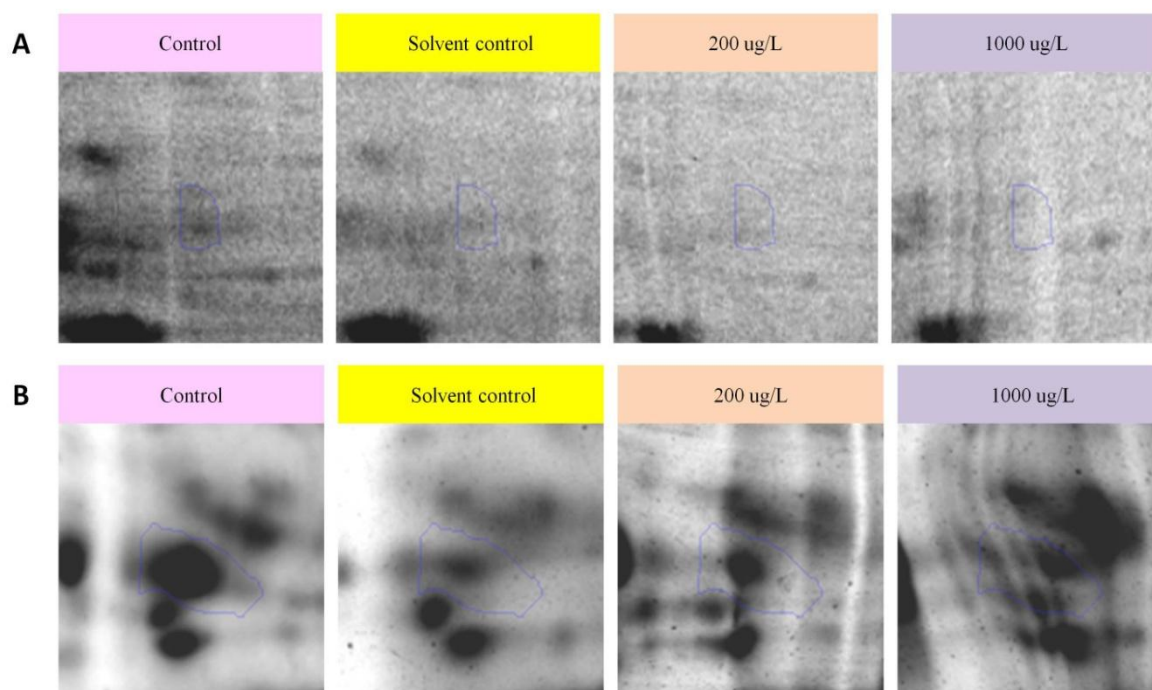 A
Control
Solvent control
200 ug/L
1000 ug/L
B
Control
Solvent control
200 ug/L
1000 ug/L